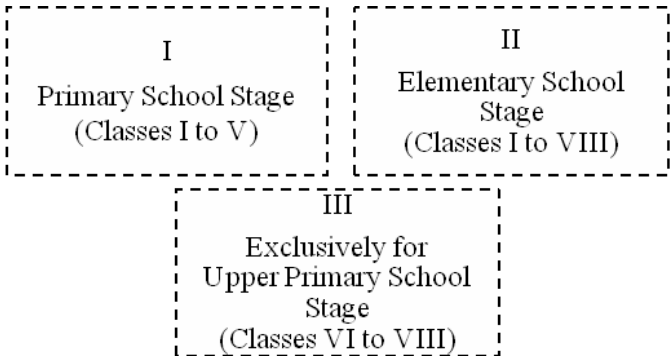 I
Primary School Stage
(Classes I to V)
II
Elementary School
Stage
(Classes I to VIII)
III
Exclusively for
Upper Primary School
Stage
(Classes VI to VIII)